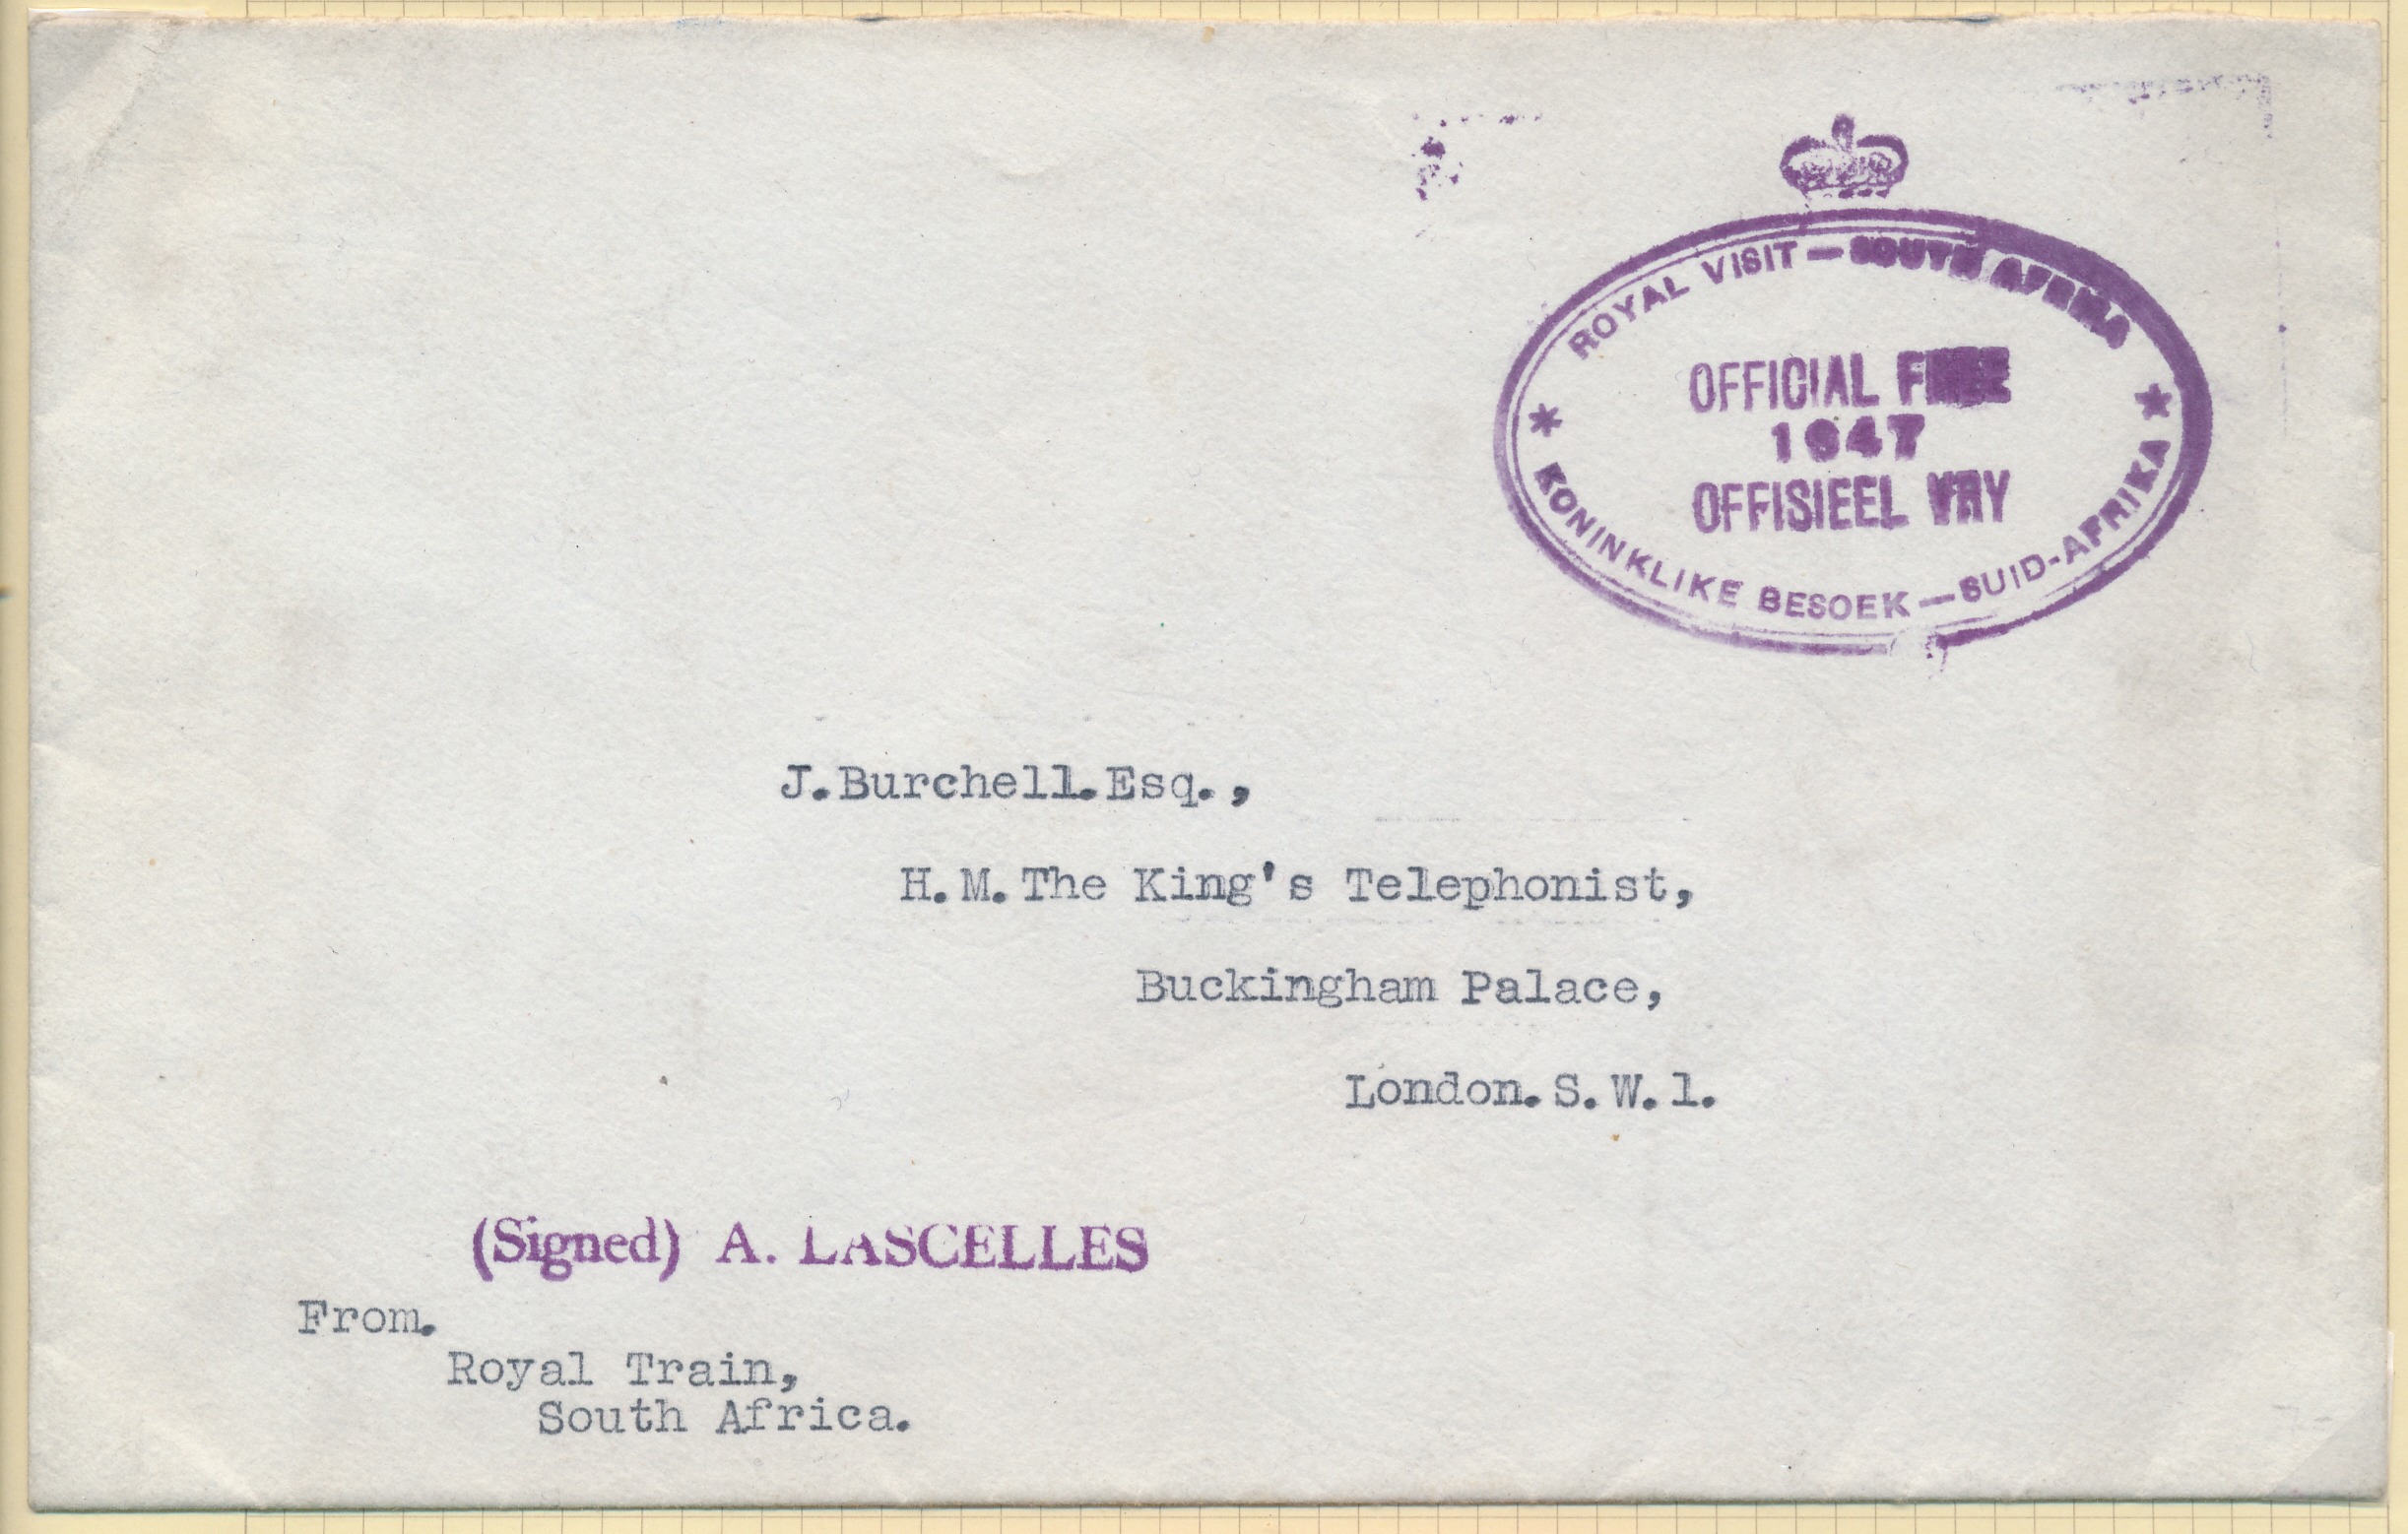 ROYAL VISIT — SOUTH AFRICA
OFFICIAL FREE
1947
OFFISIEEL VRY
KONINKLIKE BESOEK — SUID-AFRIKA
J. Burchell. Esq.,
H. M. The King's Telephonist,
Buckingham Palace,
London. S. W. 1.
(Signed) A. LASCELLES
From.
Royal Train,
South Africa.